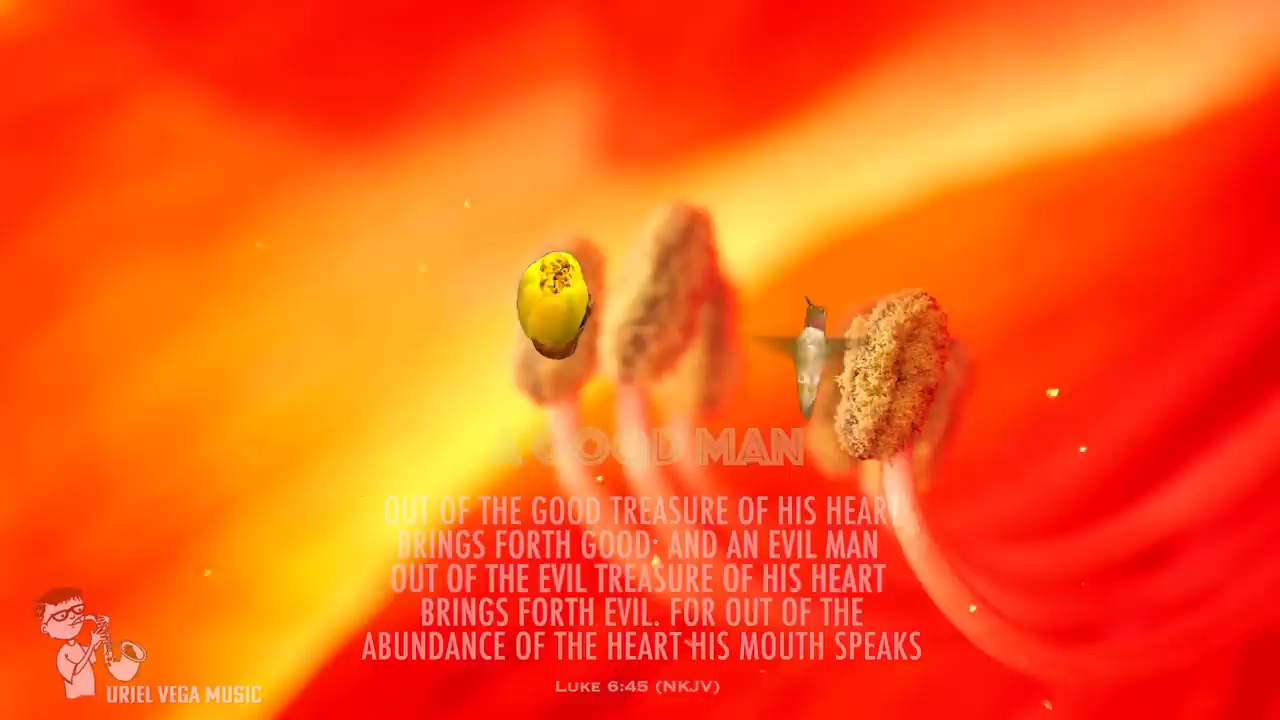 A GOOD MAN
OUT OF THE GOOD TREASURE OF HIS HEART
BRINGS FORTH GOOD; AND AN EVIL MAN
OUT OF THE EVIL TREASURE OF HIS HEART
BRINGS FORTH EVIL. FOR OUT OF THE
ABUNDANCE OF THE HEART HIS MOUTH SPEAKS
LUKE 6:45 (NKJV)
URIEL VEGA MUSIC